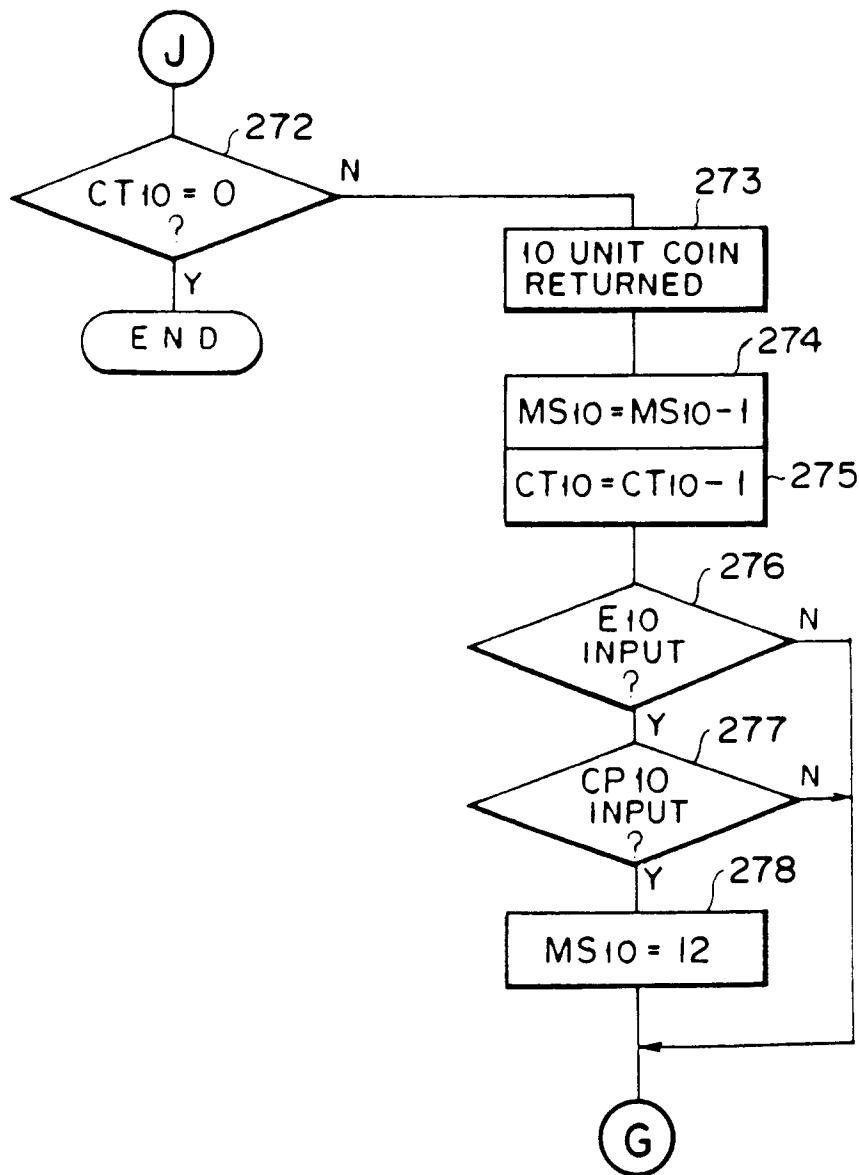 J
272
CT10 = 0
?
N
Y
END
273
10 UNIT COIN
RETURNED
274
MS10 = MS10 - 1
CT10 = CT10 - 1
275
276
E10
INPUT
?
N
Y
277
CP10
INPUT
?
N
Y
278
MS10 = 12
G